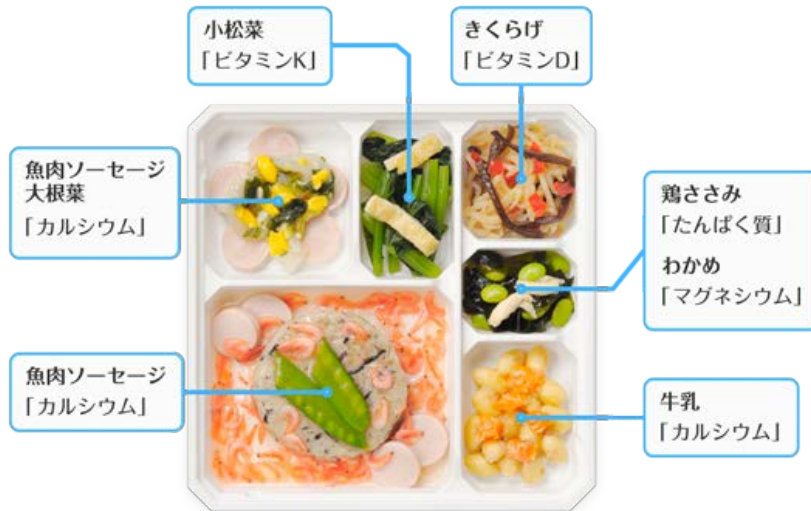 小松菜
「ビタミンK」
きくらげ
「ビタミンD」
魚肉ソーセージ
大根菜
「カルシウム」
鶏ささみ
「たんぱく質」
わかめ
「マグネシウム」
魚肉ソーセージ
「カルシウム」
牛乳
「カルシウム」